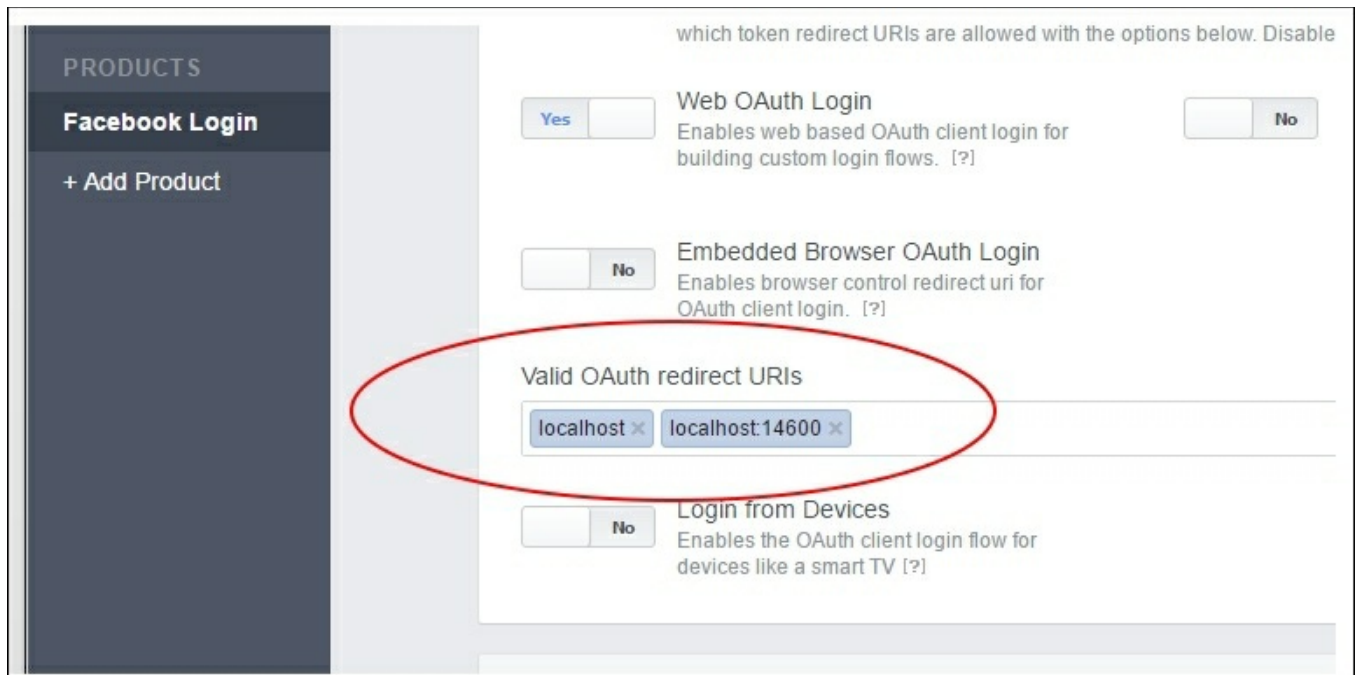 PRODUCTS
Facebook Login
+ Add Product
which token redirect URIs are allowed with the options below. Disable
Yes
Web OAuth Login
Enables web based OAuth client login for
building custom login flows. [?]
No
No
Embedded Browser OAuth Login
Enables browser control redirect uri for
OAuth client login. [?]
Valid OAuth redirect URIs
localhost × localhost:14600 ×
No
Login from Devices
Enables the OAuth client login flow for
devices like a smart TV [?]